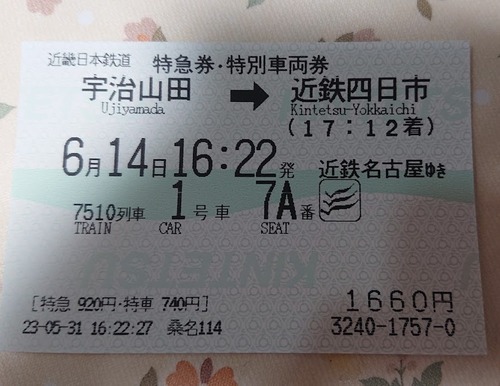 近畿日本鉄道 特急券・特別車両券
宇治山田 ➡ 近鉄四日市
Ujiyamada Kintetsu-Yokkaichi
(17:12着)
6月14日16:22発 近鉄名古屋ゆき
7510列車 1号車 7A番
TRAIN CAR SEAT
KINTETSU
[特急 920円・特車 740円] 1660円
23-05-31 16:22:27 桑名114 3240-1757-0